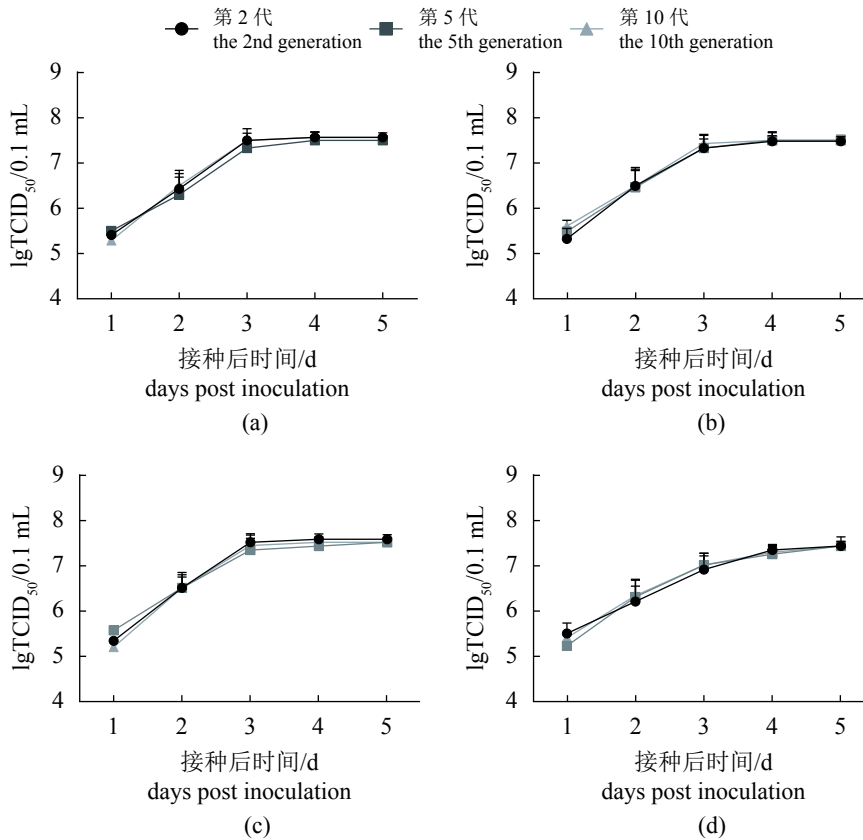 第 2 代
the 2nd generation
第 5 代
the 5th generation
第 10 代
the 10th generation
9
8
7
6
5
4
lgTCID₅₀/0.1 mL
1 2 3 4 5
接种后时间/d
days post inoculation
(a)
9
8
7
6
5
4
lgTCID₅₀/0.1 mL
1 2 3 4 5
接种后时间/d
days post inoculation
(b)
9
8
7
6
5
4
lgTCID₅₀/0.1 mL
1 2 3 4 5
接种后时间/d
days post inoculation
(c)
9
8
7
6
5
4
lgTCID₅₀/0.1 mL
1 2 3 4 5
接种后时间/d
days post inoculation
(d)